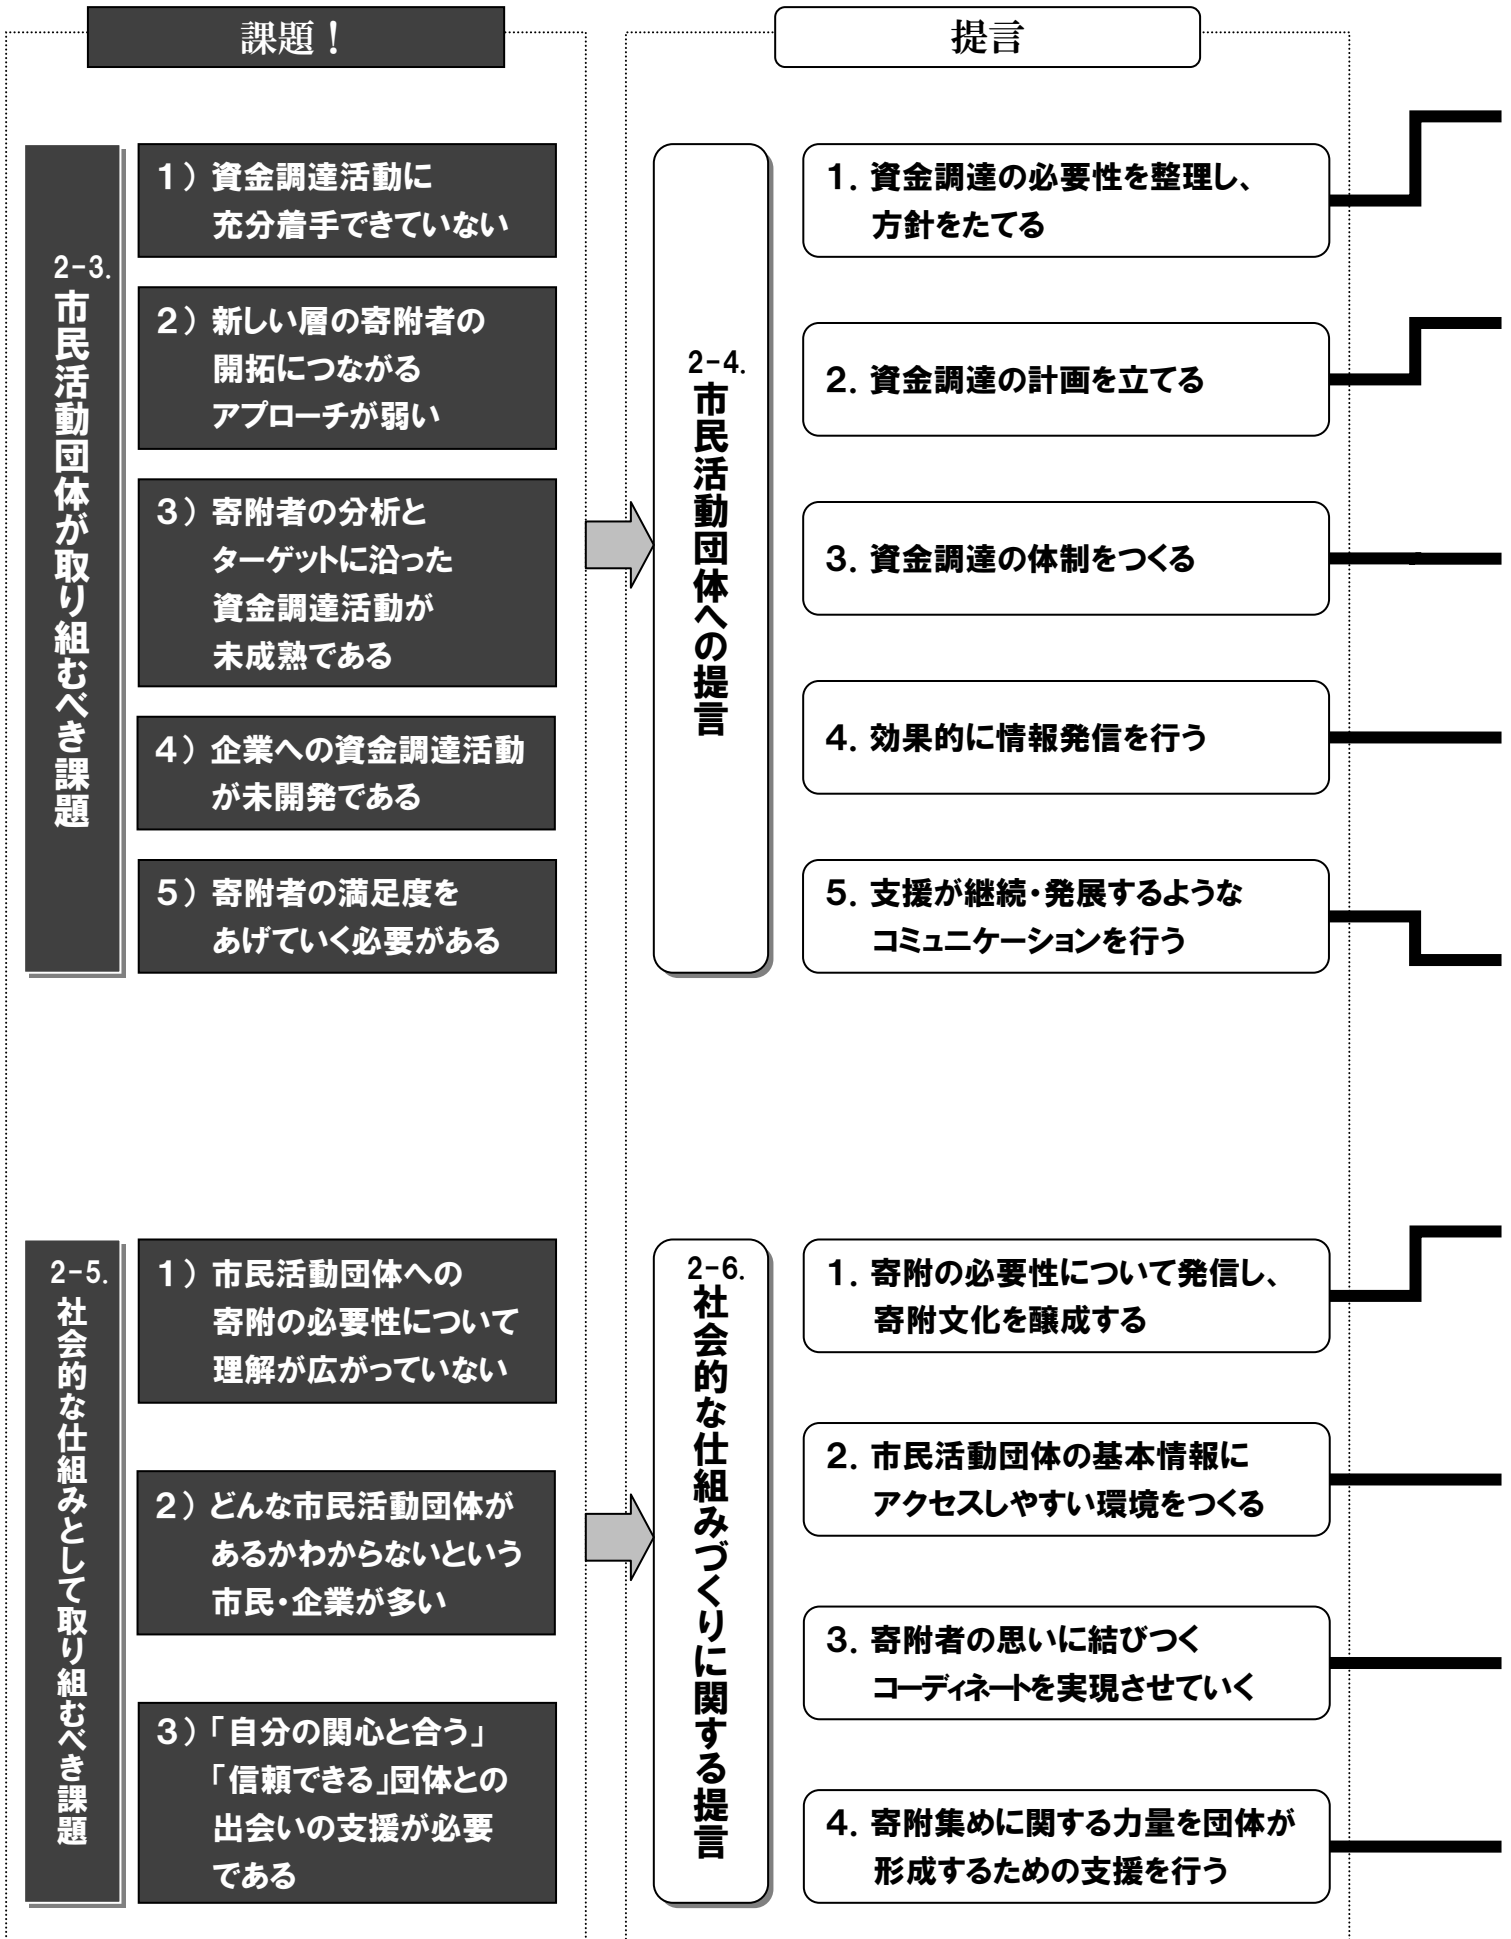 課題！
提言
2-3.
市民活動団体が取り組むべき課題
１）資金調達活動に
充分着手できていない
２）新しい層の寄附者の
開拓につながる
アプローチが弱い
３）寄附者の分析と
ターゲットに沿った
資金調達活動が
未成熟である
４）企業への資金調達活動
が未開発である
５）寄附者の満足度を
あげていく必要がある
2-4.
市民活動団体への提言
１．資金調達の必要性を整理し、
方針をたてる
２．資金調達の計画を立てる
３．資金調達の体制をつくる
４．効果的に情報発信を行う
５．支援が継続・発展するような
コミュニケーションを行う
2-5.
社会的な仕組みとして取り組むべき課題
１）市民活動団体への
寄附の必要性について
理解が広がっていない
２）どんな市民活動団体が
あるかわからないという
市民・企業が多い
３）「自分の関心と合う」
「信頼できる」団体との
出会いの支援が必要
である
2-6.
社会的な仕組みづくりに関する提言
１．寄附の必要性について発信し、
寄附文化を醸成する
２．市民活動団体の基本情報に
アクセスしやすい環境をつくる
３．寄附者の思いに結びつく
コーディネートを実現させていく
４．寄附集めに関する力量を団体が
形成するための支援を行う